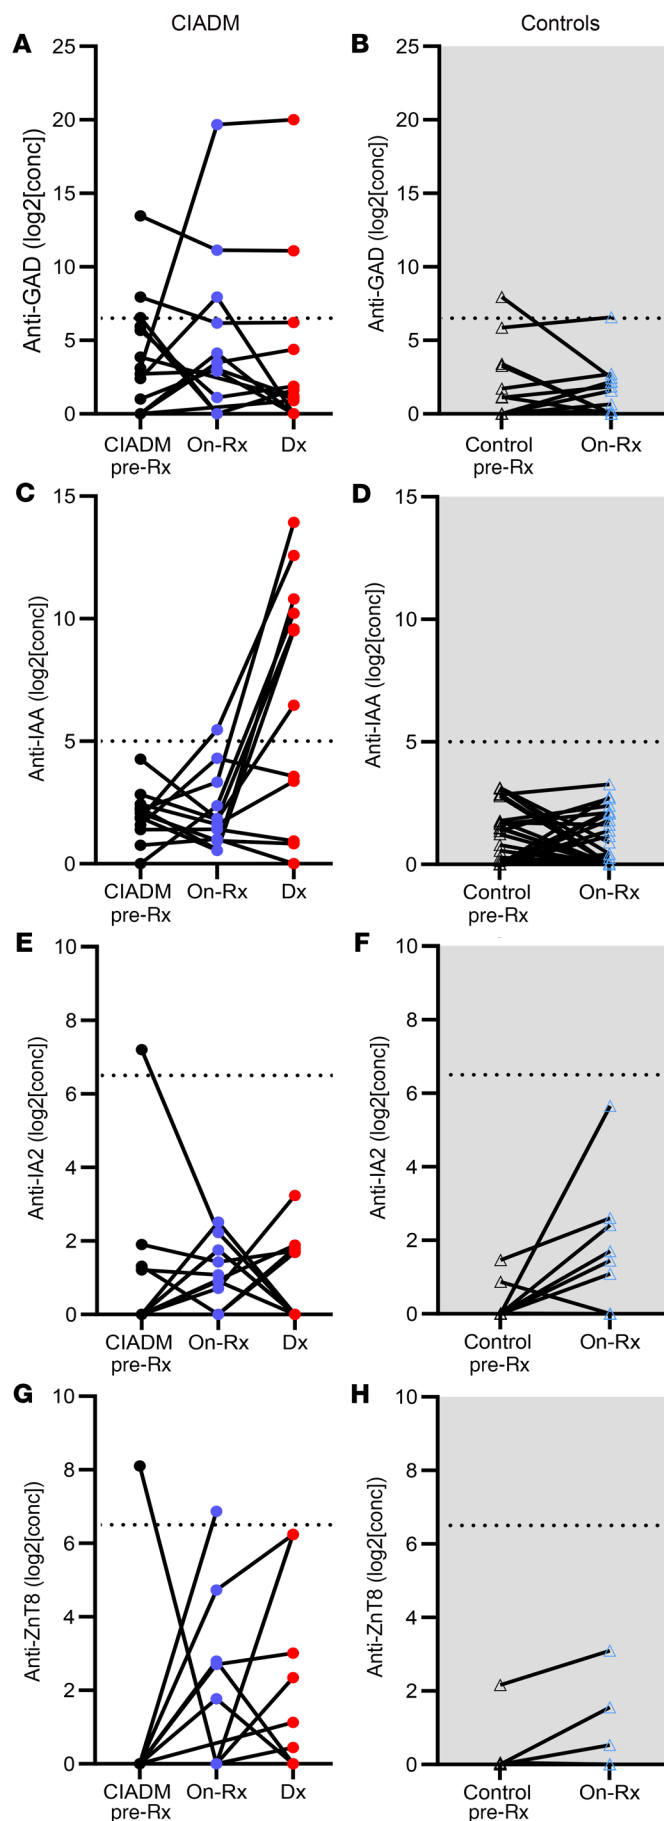 CIADM
Controls
A
Anti-GAD (log2[conc])
25
20
15
10
5
0
CIADM pre-Rx
On-Rx
Dx
B
Anti-GAD (log2[conc])
25
20
15
10
5
0
Control pre-Rx
On-Rx
C
Anti-IAA (log2[conc])
15
10
5
0
CIADM pre-Rx
On-Rx
Dx
D
Anti-IAA (log2[conc])
15
10
5
0
Control pre-Rx
On-Rx
E
Anti-IA2 (log2[conc])
10
8
6
4
2
0
CIADM pre-Rx
On-Rx
Dx
F
Anti-IA2 (log2[conc])
10
8
6
4
2
0
Control pre-Rx
On-Rx
G
Anti-ZnT8 (log2[conc])
10
8
6
4
2
0
CIADM pre-Rx
On-Rx
Dx
H
Anti-ZnT8 (log2[conc])
10
8
6
4
2
0
Control pre-Rx
On-Rx